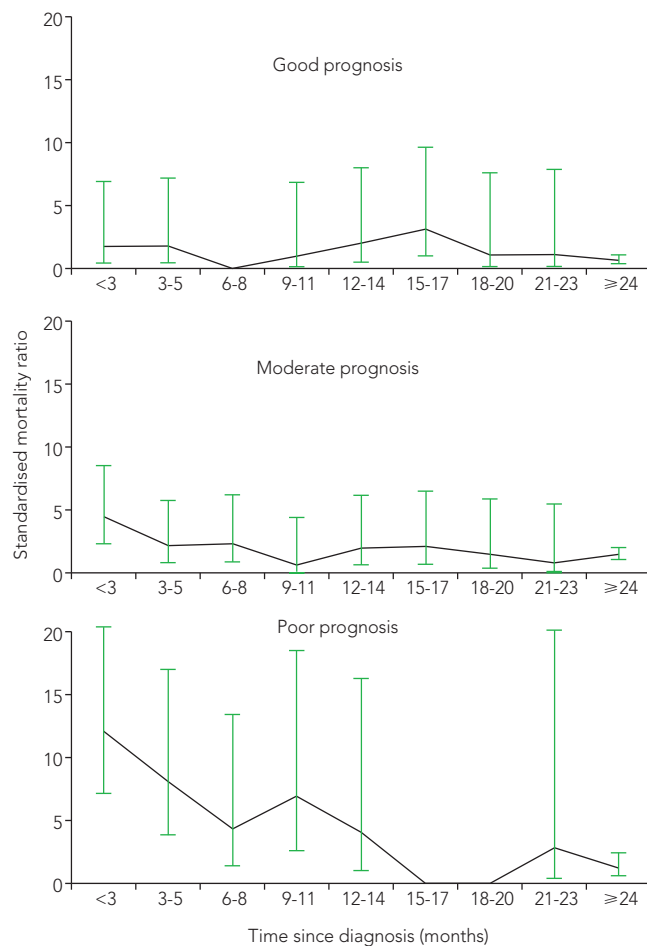 20
Good prognosis
15
10
5
0
<3 3-5 6-8 9-11 12-14 15-17 18-20 21-23 ⩾24
Standardised mortality ratio
20
Moderate prognosis
15
10
5
0
<3 3-5 6-8 9-11 12-14 15-17 18-20 21-23 ⩾24
Poor prognosis
20
15
10
5
0
<3 3-5 6-8 9-11 12-14 15-17 18-20 21-23 ⩾24
Time since diagnosis (months)